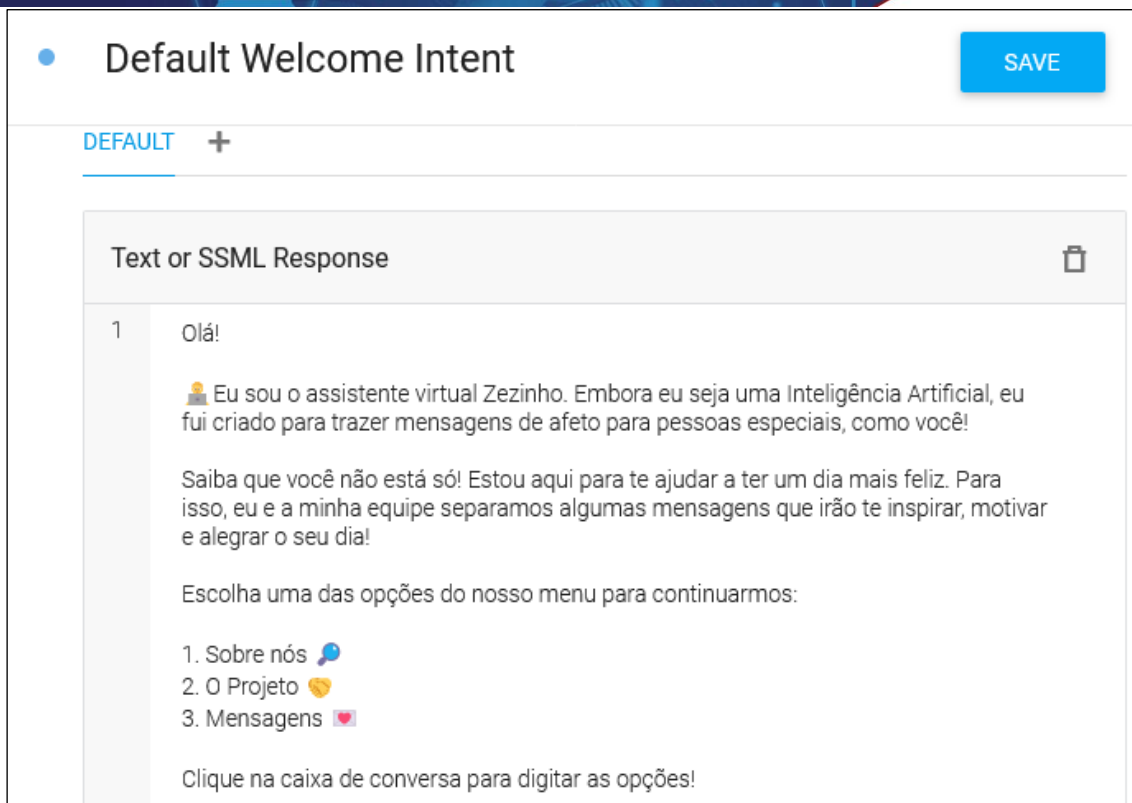 Default Welcome Intent
SAVE
DEFAULT +
Text or SSML Response
1 Olá!
🧑‍💻 Eu sou o assistente virtual Zezinho. Embora eu seja uma Inteligência Artificial, eu
fui criado para trazer mensagens de afeto para pessoas especiais, como você!
Saiba que você não está só! Estou aqui para te ajudar a ter um dia mais feliz. Para
isso, eu e a minha equipe separamos algumas mensagens que irão te inspirar, motivar
e alegrar o seu dia!
Escolha uma das opções do nosso menu para continuarmos:
1. Sobre nós 🔎
2. O Projeto 🤝
3. Mensagens 💌
Clique na caixa de conversa para digitar as opções!